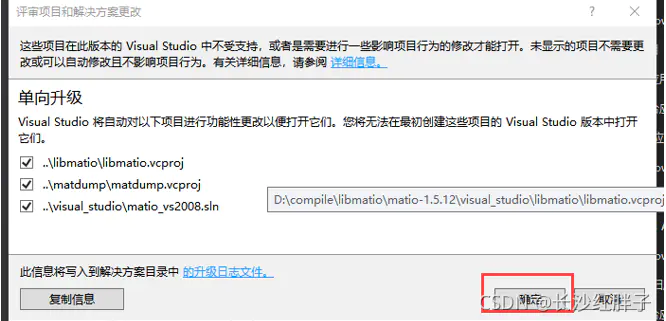 评审项目和解决方案更改
这些项目在此版本的 Visual Studio 中不受支持，或者是需要进行一些影响项目行为的修改才能打开。未显示的项目不需要更
改或可以自动修改且不影响项目行为。有关详细信息，请参阅 详细信息。
单向升级
Visual Studio 将自动对以下项目进行功能性更改以便打开它们。您将无法在最初创建这些项目的 Visual Studio 版本中打开
它们。
..\libmatio\libmatio.vcproj
..\matdump\matdump.vcproj
..\visual_studio\matio_vs2008.sln
D:\compile\libmatio\matio-1.5.12\visual_studio\libmatio\libmatio.vcproj
此信息将写入到解决方案目录中 的升级日志文件。
复制信息
确定
取消
CSDN @长沙红胖子